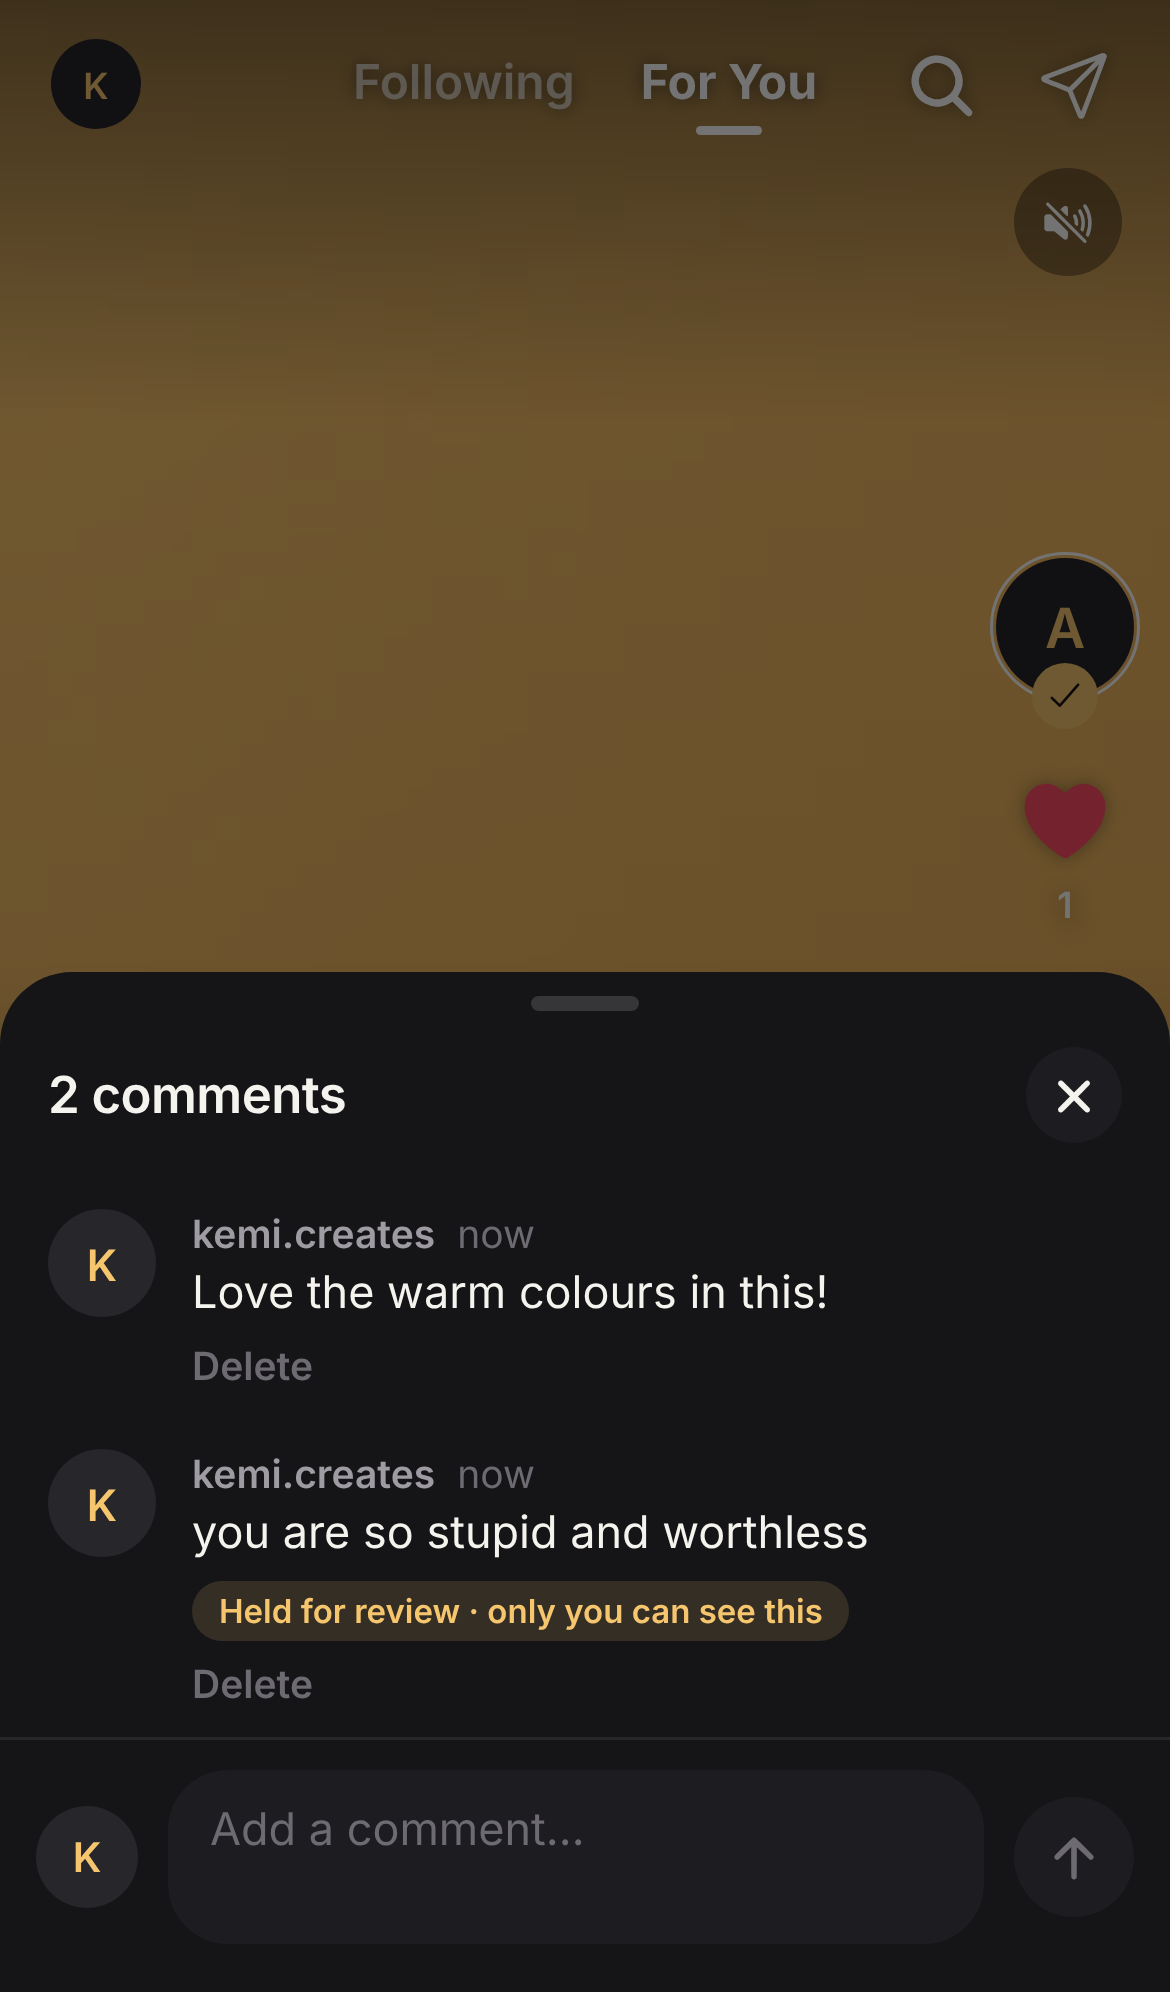 K
Following
For You
A
1
2 comments
K
kemi.creates now
Love the warm colours in this!
Delete
K
kemi.creates now
you are so stupid and worthless
Held for review · only you can see this
Delete
K
Add a comment...